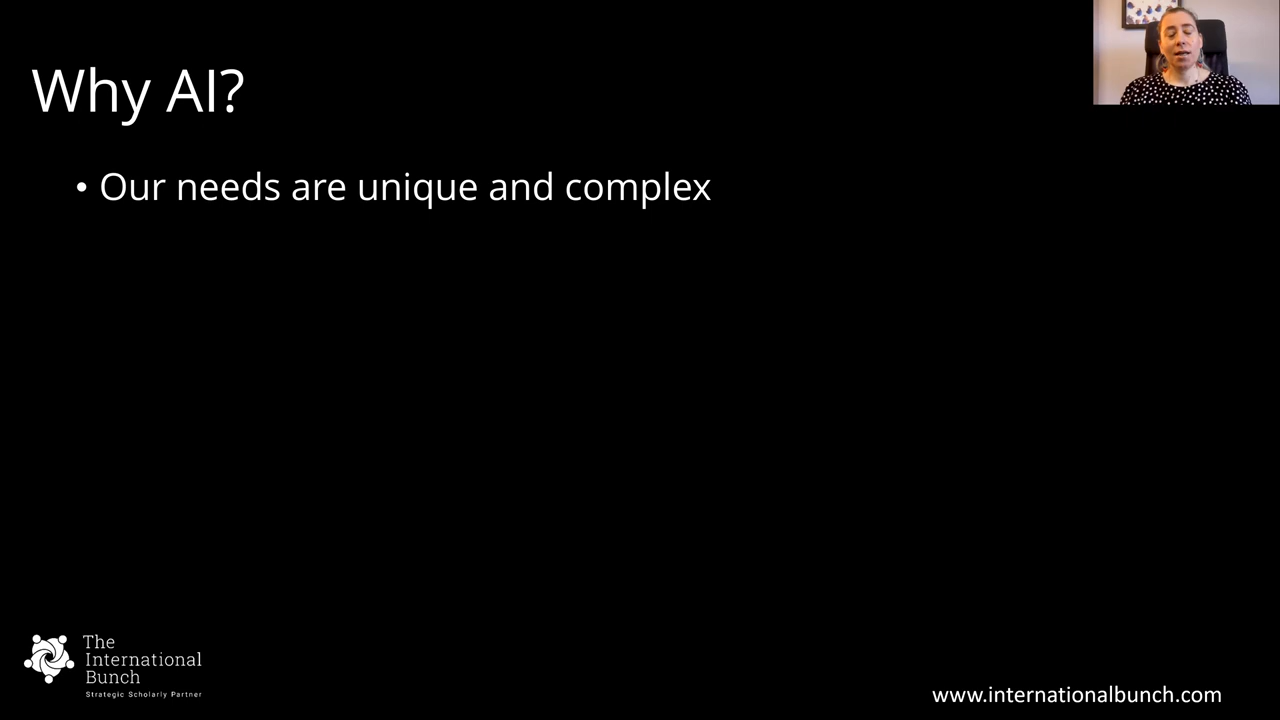 Why AI?
• Our needs are unique and complex
The
International
Bunch
Strategic Scholarly Partner
www.internationalbunch.com